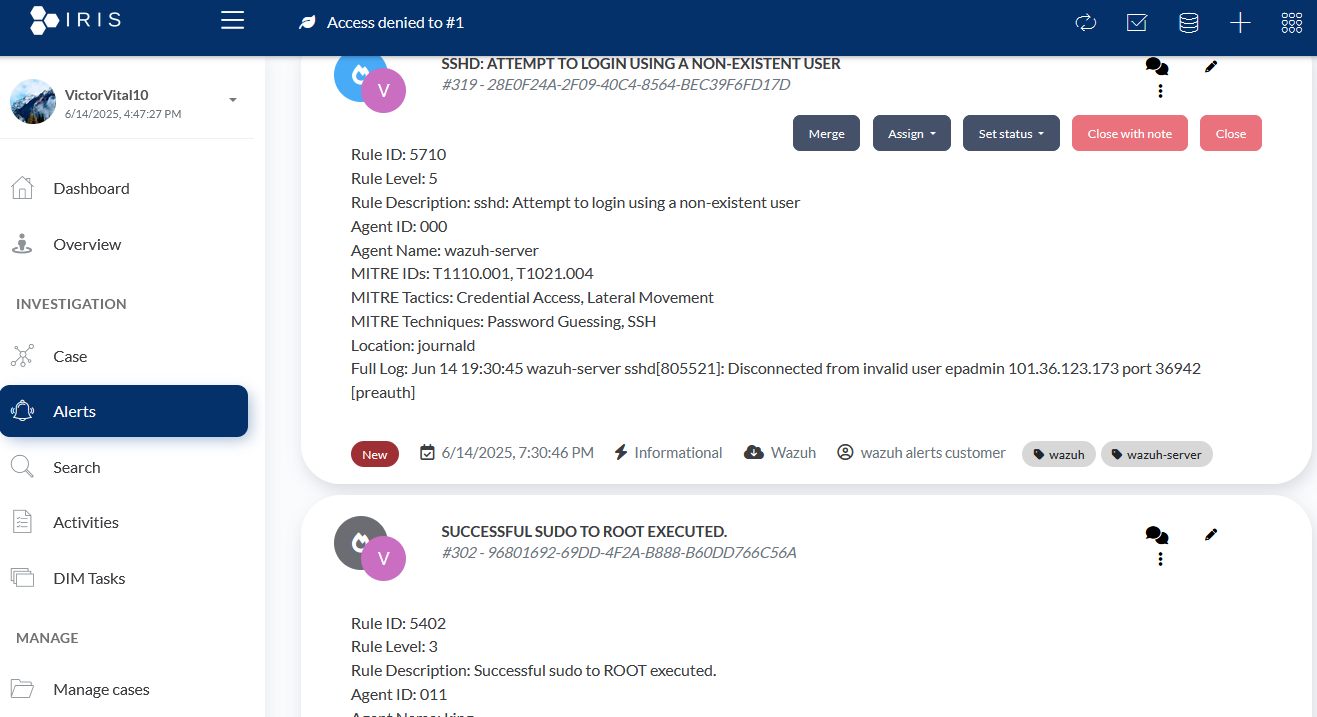 IRIS
Access denied to #1
VictorVital10
6/14/2025, 4:47:27 PM
Dashboard
Overview
INVESTIGATION
Case
Alerts
Search
Activities
DIM Tasks
MANAGE
Manage cases
V
SSHD: ATTEMPT TO LOGIN USING A NON-EXISTENT USER
#319 - 28E0F24A-2F09-40C4-8564-BEC39F6FD17D
Merge
Assign
Set status
Close with note
Close
Rule ID: 5710
Rule Level: 5
Rule Description: sshd: Attempt to login using a non-existent user
Agent ID: 000
Agent Name: wazuh-server
MITRE IDs: T1110.001, T1021.004
MITRE Tactics: Credential Access, Lateral Movement
MITRE Techniques: Password Guessing, SSH
Location: journald
Full Log: Jun 14 19:30:45 wazuh-server sshd[805521]: Disconnected from invalid user epadmin 101.36.123.173 port 36942
[preauth]
New
6/14/2025, 7:30:46 PM
Informational
Wazuh
wazuh alerts customer
wazuh
wazuh-server
V
SUCCESSFUL SUDO TO ROOT EXECUTED.
#302 - 96801692-69DD-4F2A-B888-B60DD766C56A
Rule ID: 5402
Rule Level: 3
Rule Description: Successful sudo to ROOT executed.
Agent ID: 011
Agent Name: king